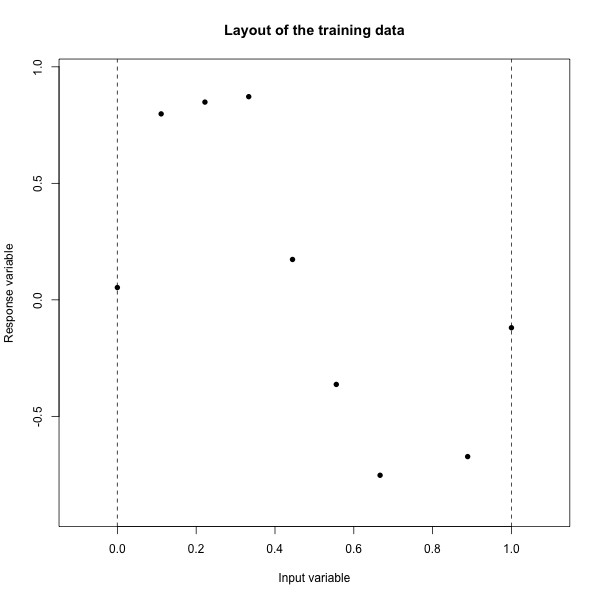 Layout of the training data
Response variable
1.0
0.5
0.0
-0.5
0.0 0.2 0.4 0.6 0.8 1.0
Input variable